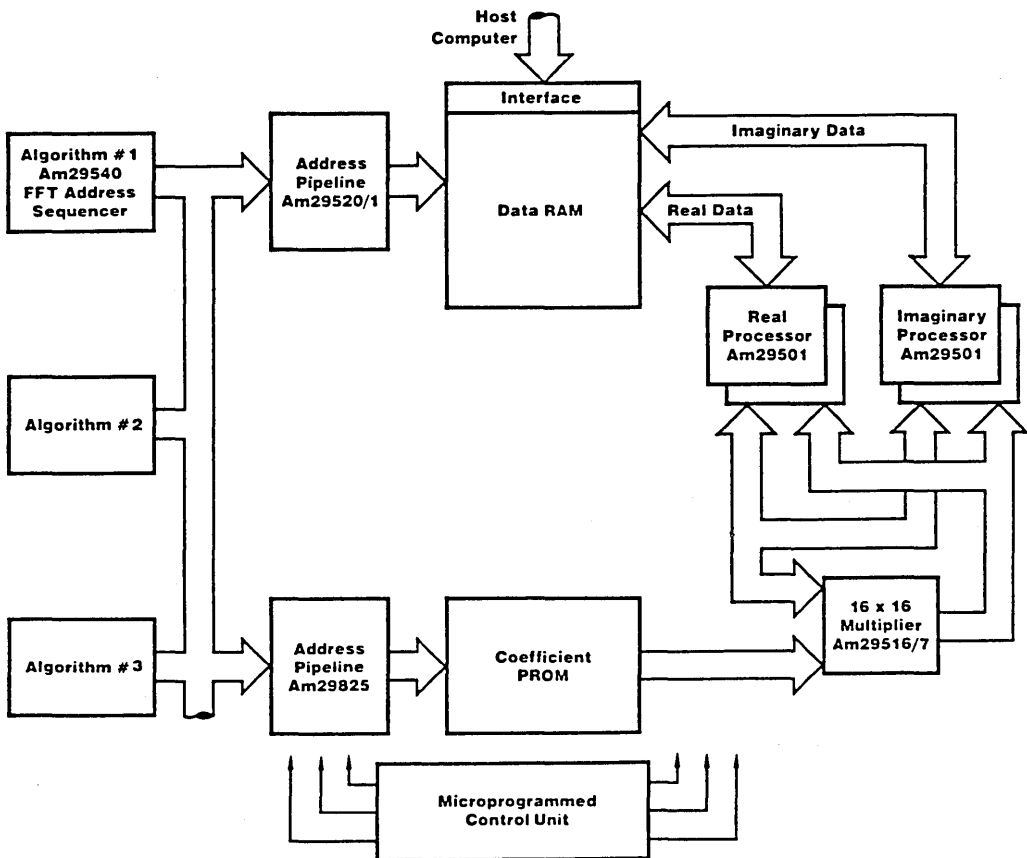 Host
Computer
Interface
Data RAM
Imaginary Data
Real Data
Algorithm #1
Am29540
FFT Address
Sequencer
Address
Pipeline
Am29520/1
Real
Processor
Am29501
Imaginary
Processor
Am29501
Algorithm #2
Algorithm #3
Address
Pipeline
Am29825
Coefficient
PROM
16 x 16
Multiplier
Am29516/7
Microprogrammed
Control Unit